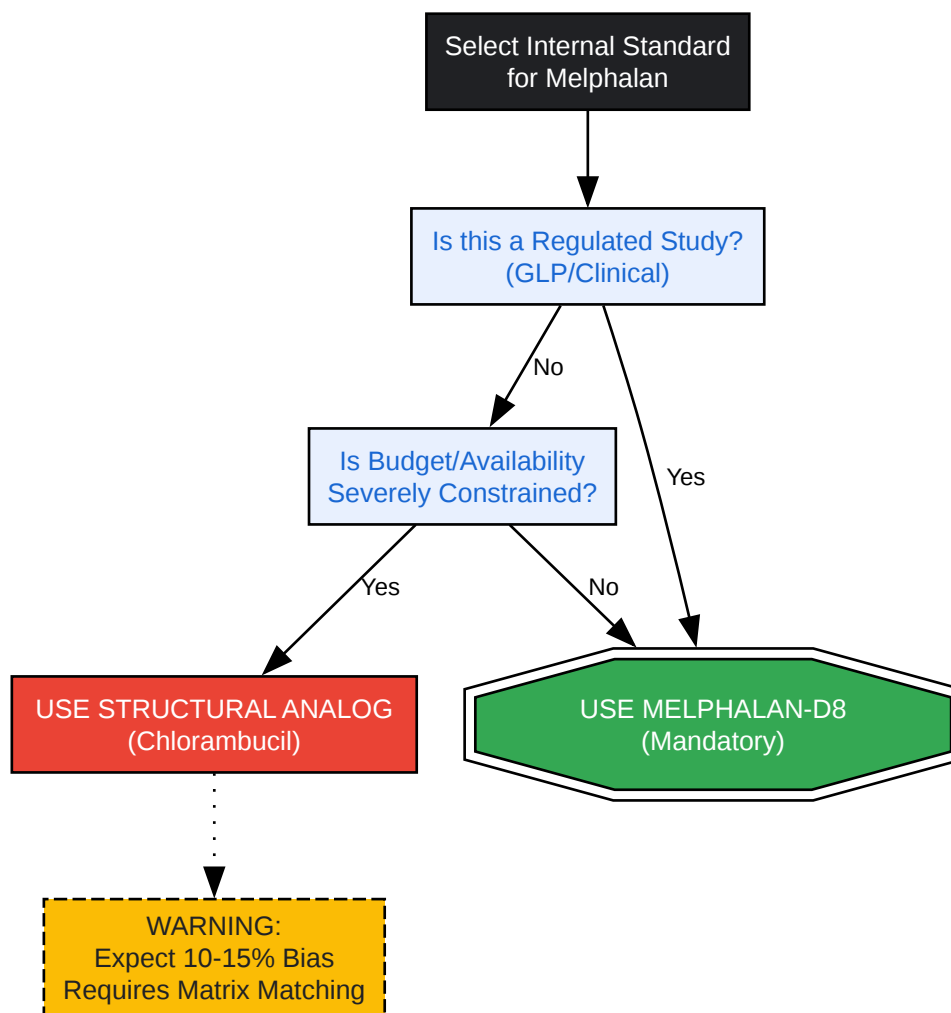 Select Internal Standard
for Melphalan
Is this a Regulated Study?
(GLP/Clinical)
No
Yes
Is Budget/Availability
Severely Constrained?
Yes
No
USE STRUCTURAL ANALOG
(Chlorambucil)
USE MELPHALAN-D8
(Mandatory)
WARNING:
Expect 10-15% Bias
Requires Matrix Matching